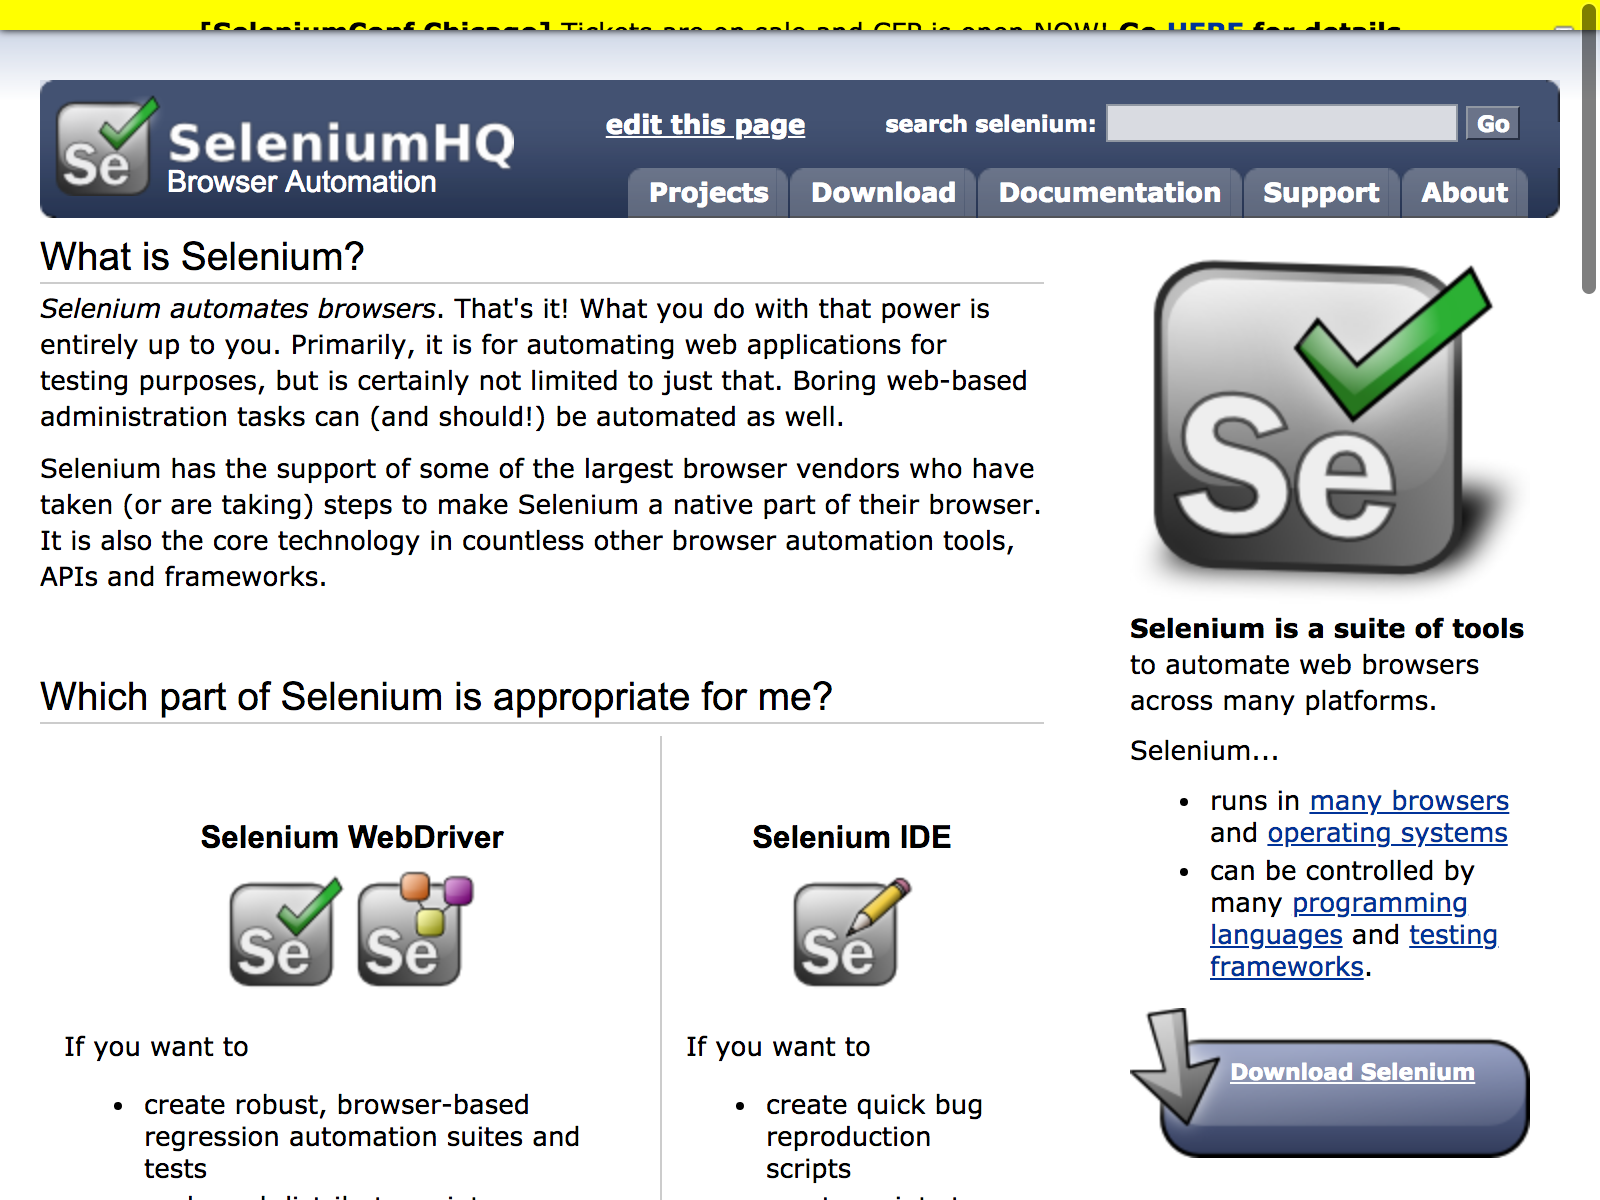 [SeleniumConf Chicago] Tickets are on sale and CFP is open NOW! Go HERE for details
Se
SeleniumHQ
Browser Automation
edit this page
search selenium:
Go
Projects
Download
Documentation
Support
About
What is Selenium?
Selenium automates browsers. That's it! What you do with that power is
entirely up to you. Primarily, it is for automating web applications for
testing purposes, but is certainly not limited to just that. Boring web-based
administration tasks can (and should!) be automated as well.
Selenium has the support of some of the largest browser vendors who have
taken (or are taking) steps to make Selenium a native part of their browser.
It is also the core technology in countless other browser automation tools,
APIs and frameworks.
Which part of Selenium is appropriate for me?
Selenium WebDriver
Se
Se
If you want to
• create robust, browser-based
regression automation suites and
tests
Selenium IDE
Se
If you want to
• create quick bug
reproduction
scripts
Se
Selenium is a suite of tools
to automate web browsers
across many platforms.
Selenium...
• runs in many browsers
and operating systems
• can be controlled by
many programming
languages and testing
frameworks.
Download Selenium